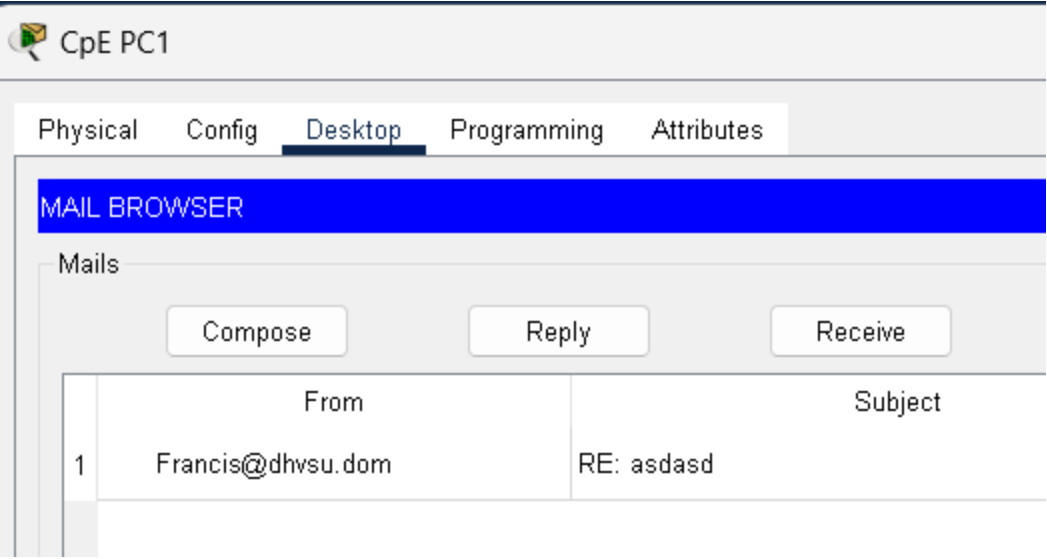 CpE PC1
Physical Config Desktop Programming Attributes
MAIL BROWSER
Mails
Compose Reply Receive
From Subject
1 Francis@dhvsu.dom RE: asdasd